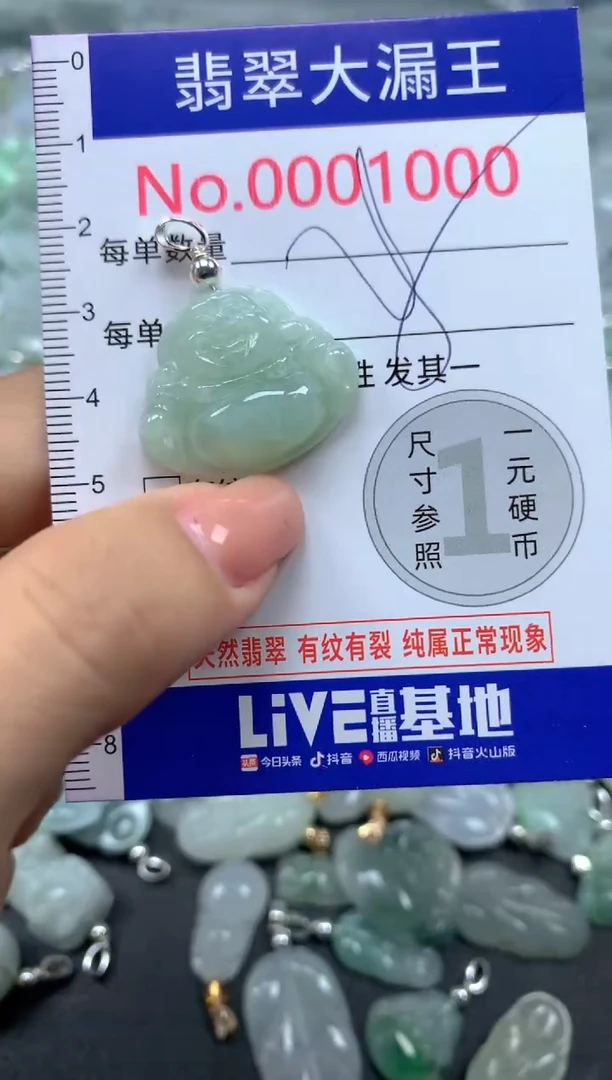 翡翠大漏王
No.0001000
每单数量
每单
发其一
尺寸参照
1
一元硬币
天然翡翠 有纹有裂 纯属正常现象
LiVE直播基地
头条 今日头条 抖音 西瓜视频 抖音火山版
0
1
2
3
4
5
8